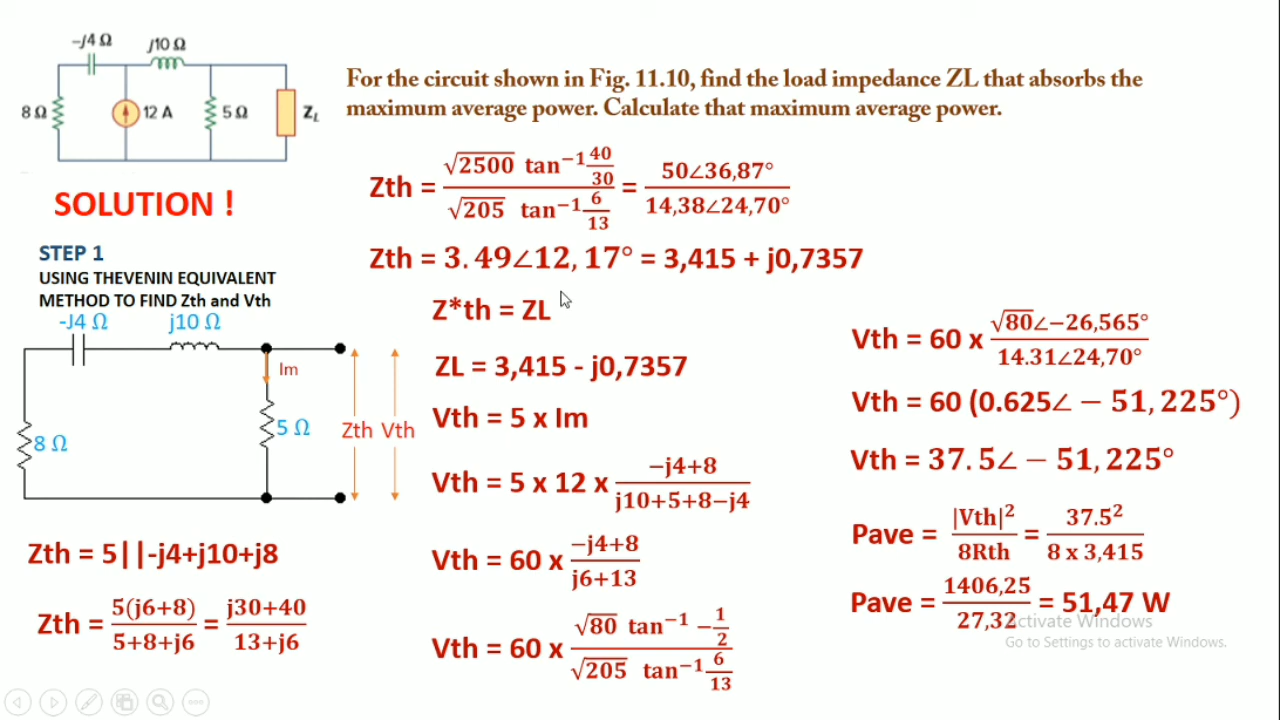 -j4 Ω
j10 Ω
8 Ω
12 A
5 Ω
ZL
For the circuit shown in Fig. 11.10, find the load impedance ZL that absorbs the
maximum average power. Calculate that maximum average power.
SOLUTION !
STEP 1
USING THEVENIN EQUIVALENT
METHOD TO FIND Zth and Vth
-J4 Ω
j10 Ω
Im
8 Ω
5 Ω
Zth
Vth
Zth = 5||-j4+j10+j8
Zth = 5(j6+8)/5+8+j6 = j30+40/13+j6
Zth = √2500 tan⁻¹40/30 / √205 tan⁻¹6/13 = 50∠36,87°/14,38∠24,70°
Zth = 3.49∠12,17° = 3,415 + j0,7357
Z*th = ZL
ZL = 3,415 - j0,7357
Vth = 5 x Im
Vth = 5 x 12 x -j4+8/j10+5+8-j4
Vth = 60 x -j4+8/j6+13
Vth = 60 x √80 tan⁻¹ -1/2 / √205 tan⁻¹6/13
Vth = 60 x √80∠-26,565°/14.31∠24,70°
Vth = 60 (0.625∠ - 51,225°)
Vth = 37.5∠ - 51,225°
Pave = |Vth|²/8Rth = 37.5²/8 x 3,415
Pave = 1406,25/27,32 = 51,47 W
Activate Windows
Go to Settings to activate Windows.